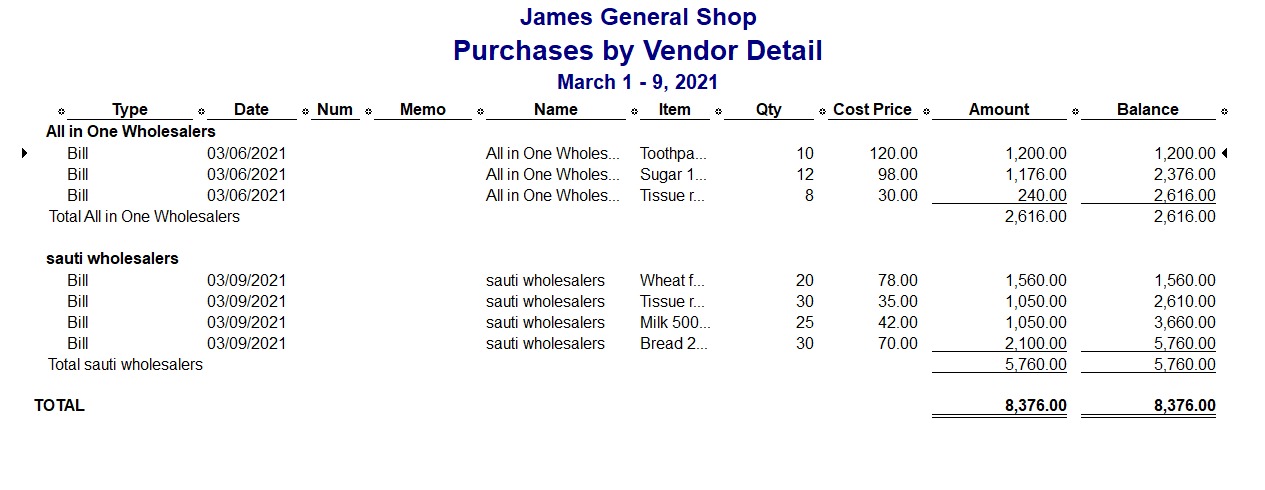 James General Shop
Purchases by Vendor Detail
March 1 - 9, 2021
Type Date Num Memo Name Item Qty Cost Price Amount Balance
All in One Wholesalers
Bill 03/06/2021 All in One Wholes... Toothpa... 10 120.00 1,200.00 1,200.00
Bill 03/06/2021 All in One Wholes... Sugar 1... 12 98.00 1,176.00 2,376.00
Bill 03/06/2021 All in One Wholes... Tissue r... 8 30.00 240.00 2,616.00
Total All in One Wholesalers 2,616.00 2,616.00
sauti wholesalers
Bill 03/09/2021 sauti wholesalers Wheat f... 20 78.00 1,560.00 1,560.00
Bill 03/09/2021 sauti wholesalers Tissue r... 30 35.00 1,050.00 2,610.00
Bill 03/09/2021 sauti wholesalers Milk 500... 25 42.00 1,050.00 3,660.00
Bill 03/09/2021 sauti wholesalers Bread 2... 30 70.00 2,100.00 5,760.00
Total sauti wholesalers 5,760.00 5,760.00
TOTAL 8,376.00 8,376.00